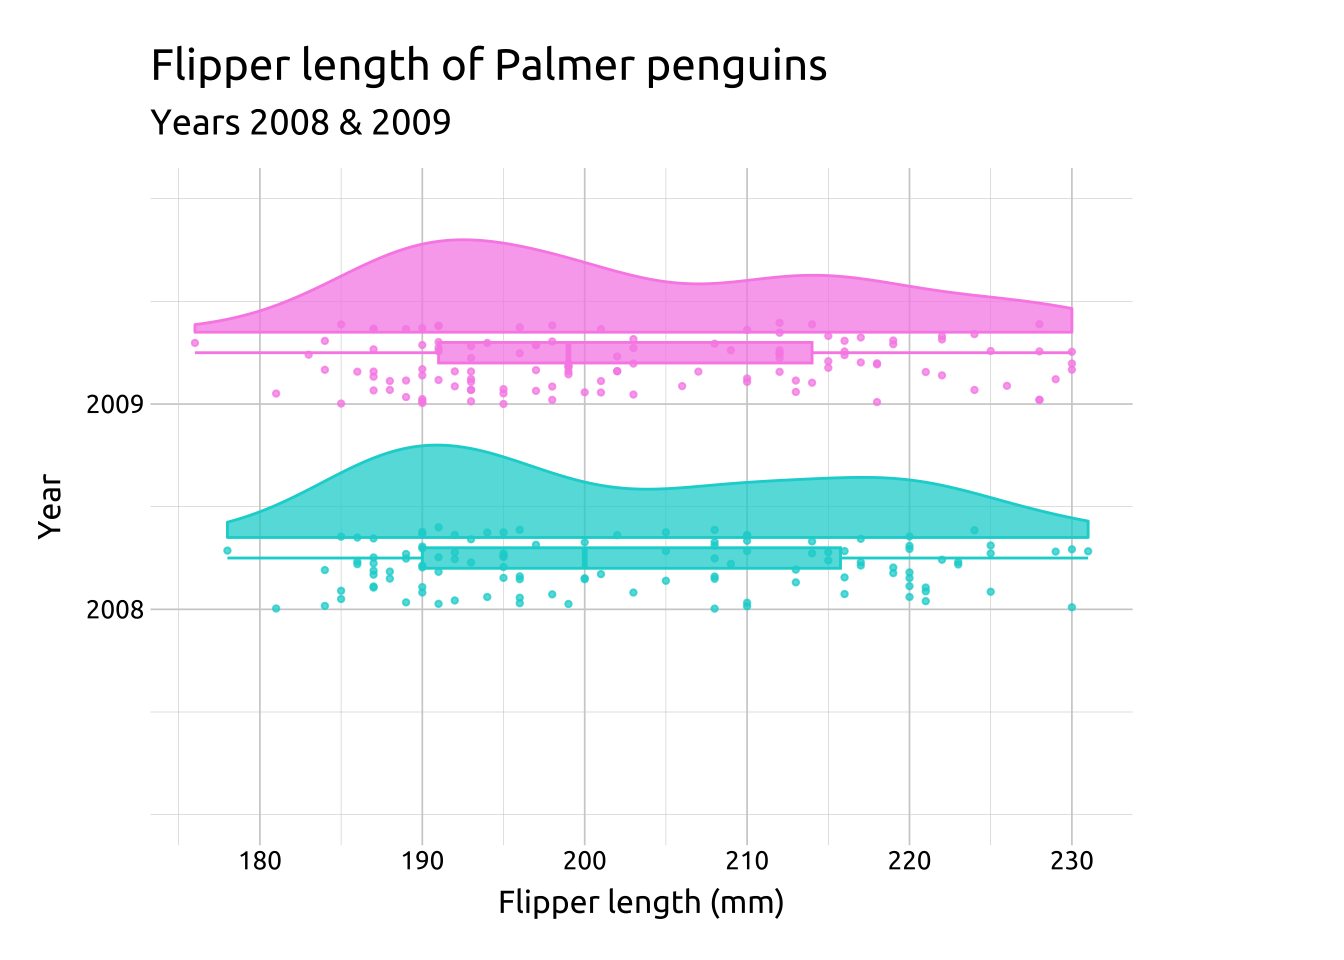 Flipper length of Palmer penguins
Years 2008 & 2009
Year
2009
2008
180 190 200 210 220 230
Flipper length (mm)